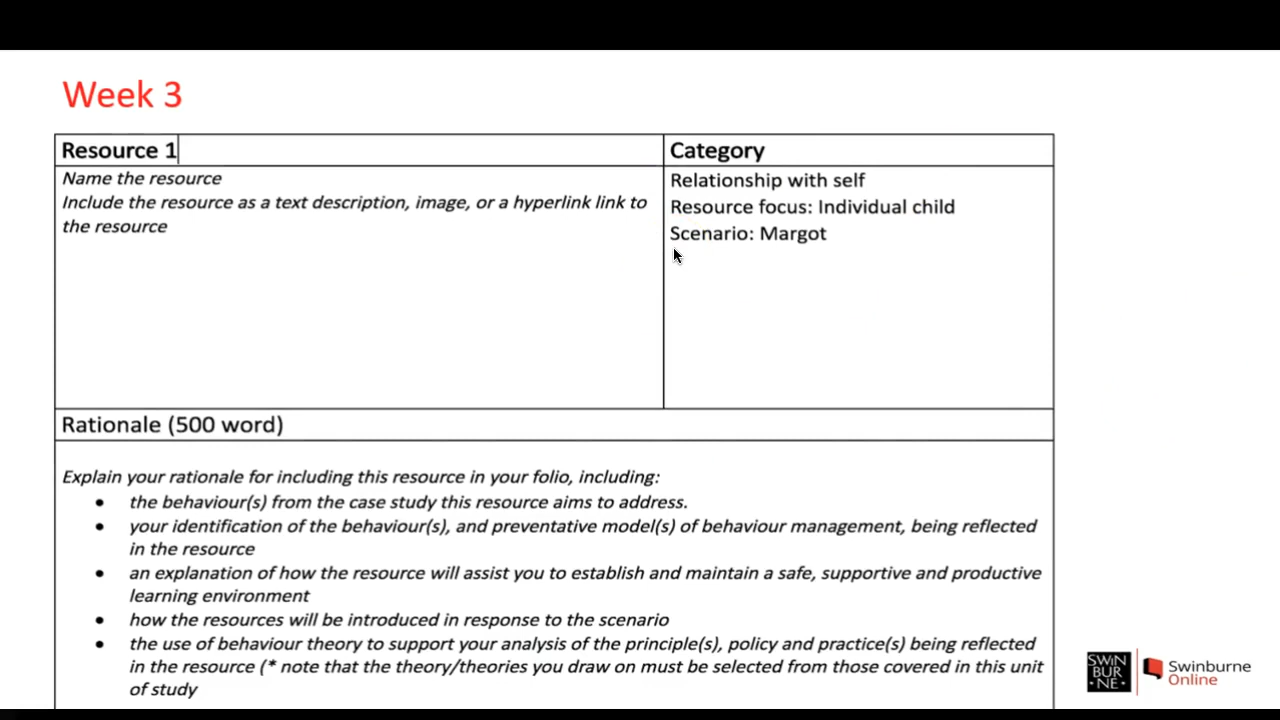 Week 3
Resource 1
Category
Name the resource
Include the resource as a text description, image, or a hyperlink link to
the resource
Relationship with self
Resource focus: Individual child
Scenario: Margot
Rationale (500 word)
Explain your rationale for including this resource in your folio, including:
• the behaviour(s) from the case study this resource aims to address.
• your identification of the behaviour(s), and preventative model(s) of behaviour management, being reflected
in the resource
• an explanation of how the resource will assist you to establish and maintain a safe, supportive and productive
learning environment
• how the resources will be introduced in response to the scenario
• the use of behaviour theory to support your analysis of the principle(s), policy and practice(s) being reflected
in the resource (* note that the theory/theories you draw on must be selected from those covered in this unit
of study
SWIN
BUR
• NE •
Swinburne
Online